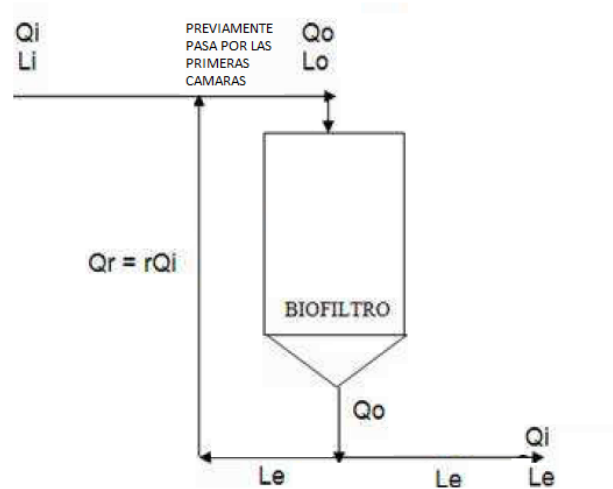 Qi
Li
PREVIAMENTE
PASA POR LAS
PRIMERAS
CAMARAS
Qo
Lo
Qr = rQi
BIOFILTRO
Qo
Qi
Le
Le
Le